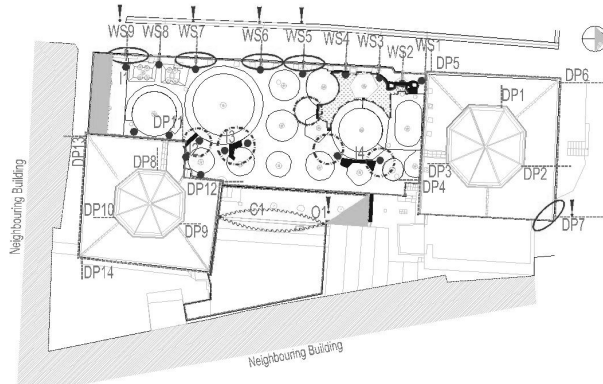 WS9 WS8 WS7 WS6 WS5 WS4 WS3 WS2 WS1
DP5
DP6
DP1
DP11
DP13
DP8
DP12
I4
DP3
DP2
DP4
DP10
C1
O1
DP9
DP7
DP14
Neighbouring Building
Neighbouring Building